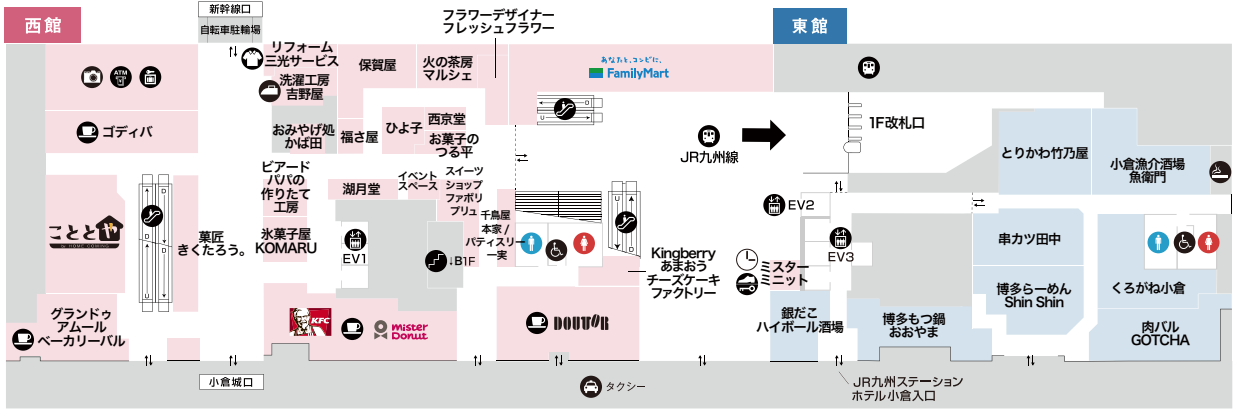 西館
新幹線口
自転車駐輪場
リフォーム
三光サービス
洗濯工房
吉野屋
おみやげ処
かば田
保賀屋
火の茶房
マルシェ
フラワーデザイナー
フレッシュフラワー
あなたと、コンビに、
FamilyMart
東館
ATM
ゴディバ
福さ屋
ひよ子
西京堂
お菓子の
つる平
JR九州線
1F改札口
とりかわ竹乃屋
小倉漁介酒場
魚衛門
ビアード
パパの
作りたて
工房
湖月堂
イベント
スペース
スイーツ
ショップ
ファボリ
プリュ
千鳥屋
本家/
パティスリー
一実
EV2
EV3
ことと
菓匠
きくたろう。
U
D
U
D
氷菓子屋
KOMARU
EV1
↓B1F
U
D
Kingberry
あまおう
チーズケーキ
ファクトリー
ミスター
ミニット
串カツ田中
博多らーめん
Shin Shin
くろがね小倉
グランドゥ
アムール
ベーカリーバル
KFC
mister
Donut
DOUTOR
銀だこ
ハイボール酒場
博多もつ鍋
おおやま
肉バル
GOTCHA
小倉城口
タクシー
JR九州ステーション
ホテル小倉入口